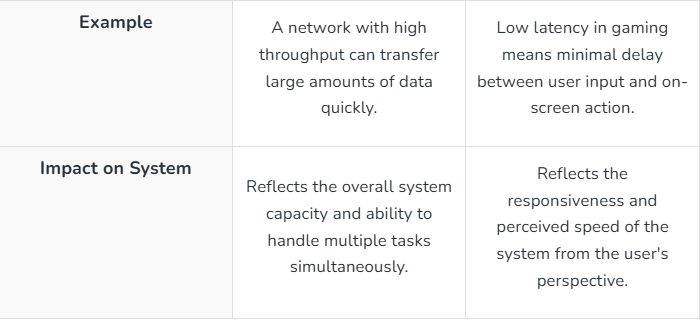 Example
A network with high
throughput can transfer
large amounts of data
quickly.
Low latency in gaming
means minimal delay
between user input and on-
screen action.
Impact on System
Reflects the overall system
capacity and ability to
handle multiple tasks
simultaneously.
Reflects the
responsiveness and
perceived speed of the
system from the user's
perspective.